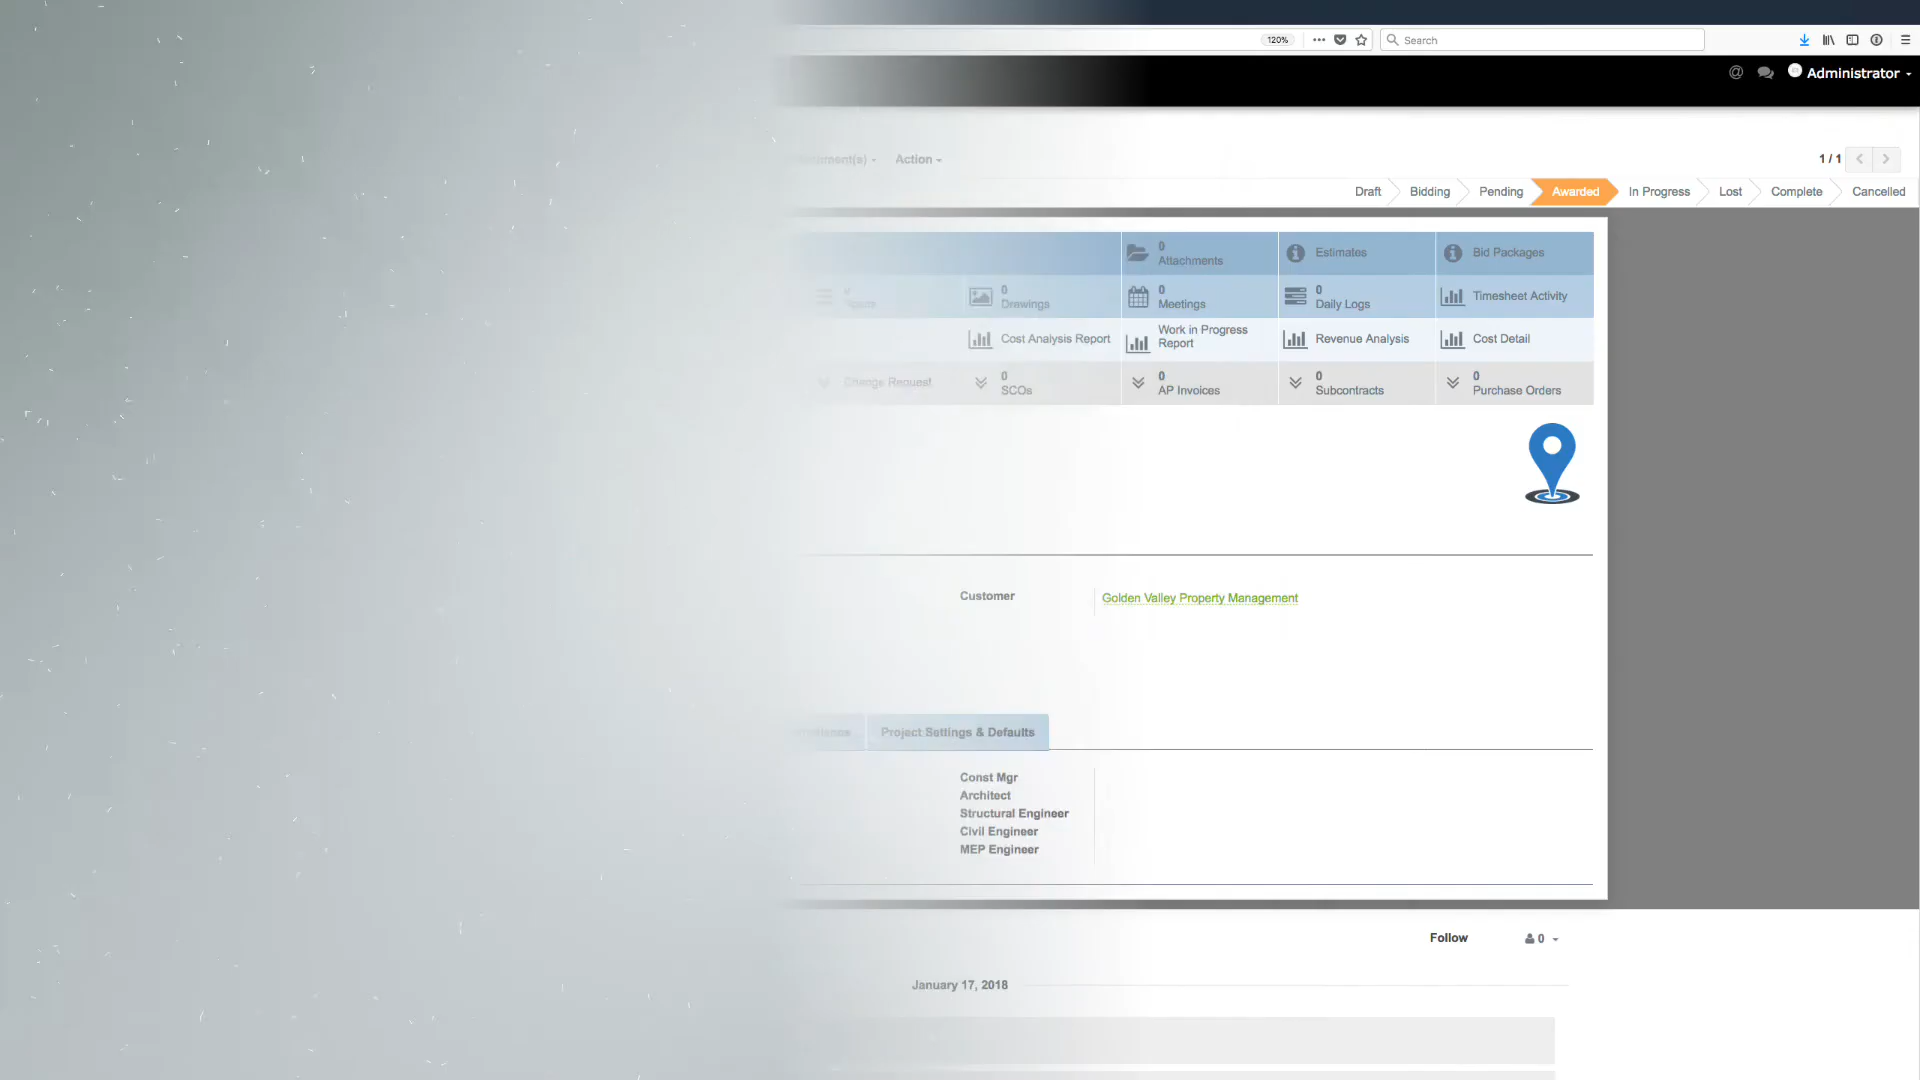 120%
Search
@
Administrator
Action
1 / 1
Draft
Bidding
Pending
Awarded
In Progress
Lost
Complete
Cancelled
0
Attachments
Estimates
Bid Packages
0
Drawings
0
Meetings
0
Daily Logs
Timesheet Activity
Cost Analysis Report
Work in Progress
Report
Revenue Analysis
Cost Detail
Change Request
0
SCOs
0
AP Invoices
0
Subcontracts
0
Purchase Orders
Customer
Golden Valley Property Management
Project Settings & Defaults
Const Mgr
Architect
Structural Engineer
Civil Engineer
MEP Engineer
Follow
0
January 17, 2018